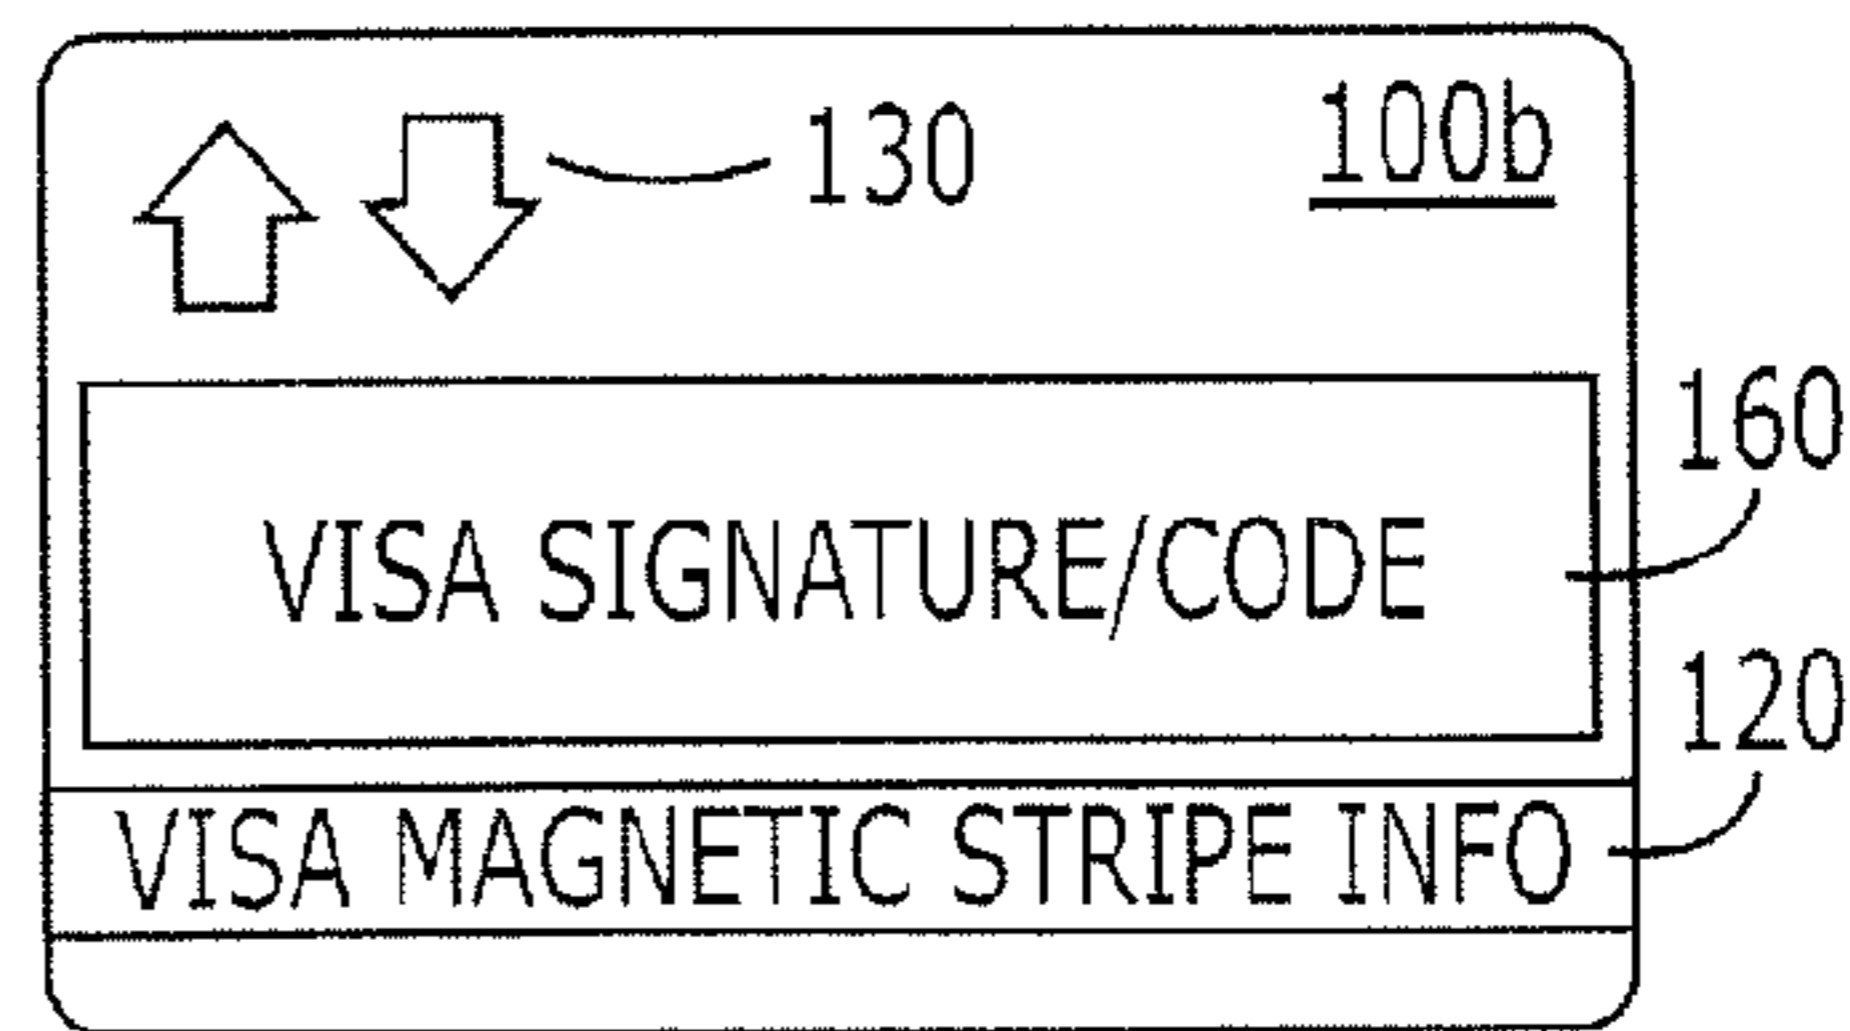 130
100b
160
VISA SIGNATURE/CODE
120
VISA MAGNETIC STRIPE INFO